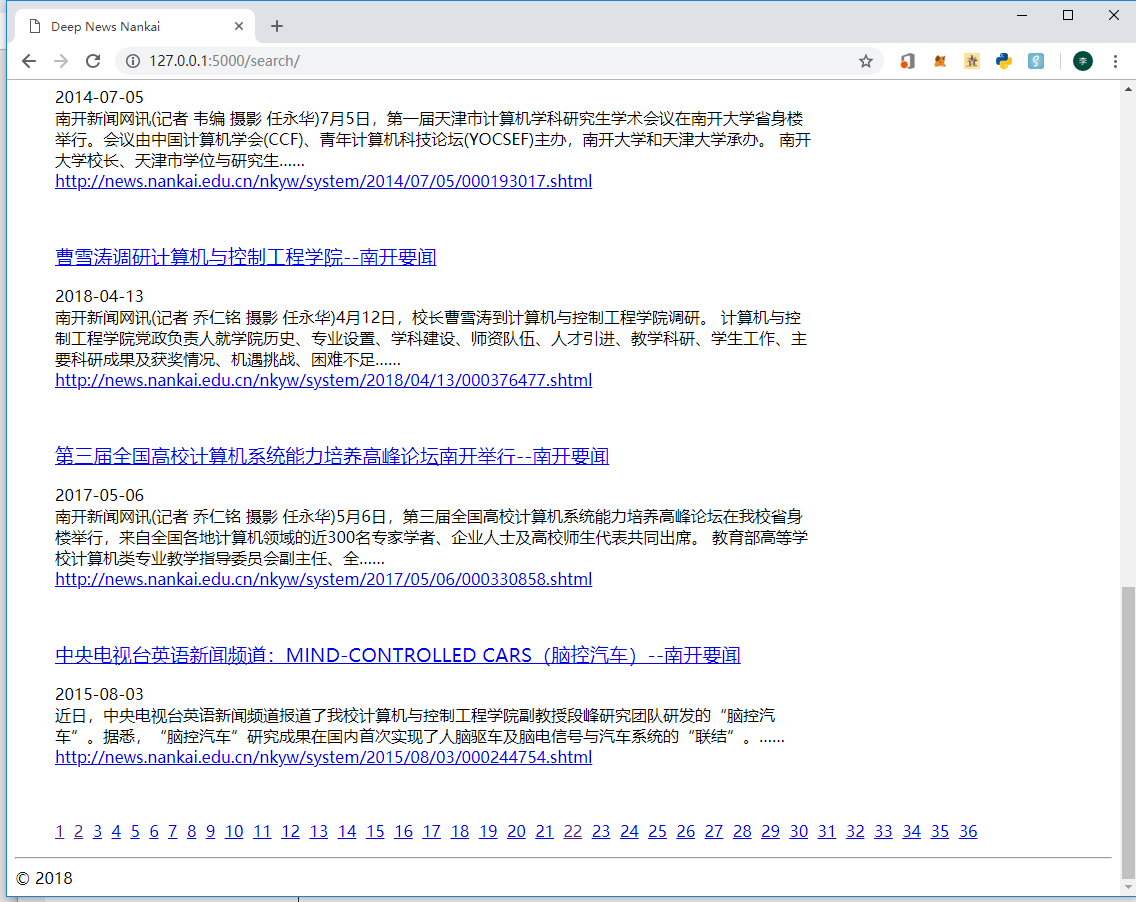 Deep News Nankai
127.0.0.1:5000/search/
李
2014-07-05
南开新闻网讯(记者 韦编 摄影 任永华)7月5日，第一届天津市计算机学科研究生学术会议在南开大学省身楼
举行。会议由中国计算机学会(CCF)、青年计算机科技论坛(YOCSEF)主办，南开大学和天津大学承办。 南开
大学校长、天津市学位与研究生......
http://news.nankai.edu.cn/nkyw/system/2014/07/05/000193017.shtml
曹雪涛调研计算机与控制工程学院--南开要闻
2018-04-13
南开新闻网讯(记者 乔仁铭 摄影 任永华)4月12日，校长曹雪涛到计算机与控制工程学院调研。 计算机与控
制工程学院党政负责人就学院历史、专业设置、学科建设、师资队伍、人才引进、教学科研、学生工作、主
要科研成果及获奖情况、机遇挑战、困难不足......
http://news.nankai.edu.cn/nkyw/system/2018/04/13/000376477.shtml
第三届全国高校计算机系统能力培养高峰论坛南开举行--南开要闻
2017-05-06
南开新闻网讯(记者 乔仁铭 摄影 任永华)5月6日，第三届全国高校计算机系统能力培养高峰论坛在我校省身
楼举行，来自全国各地计算机领域的近300名专家学者、企业人士及高校师生代表共同出席。 教育部高等学
校计算机类专业教学指导委员会副主任、全......
http://news.nankai.edu.cn/nkyw/system/2017/05/06/000330858.shtml
中央电视台英语新闻频道：MIND-CONTROLLED CARS（脑控汽车）--南开要闻
2015-08-03
近日，中央电视台英语新闻频道报道了我校计算机与控制工程学院副教授段峰研究团队研发的“脑控汽
车”。据悉，“脑控汽车”研究成果在国内首次实现了人脑驱车及脑电信号与汽车系统的“联结”。......
http://news.nankai.edu.cn/nkyw/system/2015/08/03/000244754.shtml
1 2 3 4 5 6 7 8 9 10 11 12 13 14 15 16 17 18 19 20 21 22 23 24 25 26 27 28 29 30 31 32 33 34 35 36
© 2018